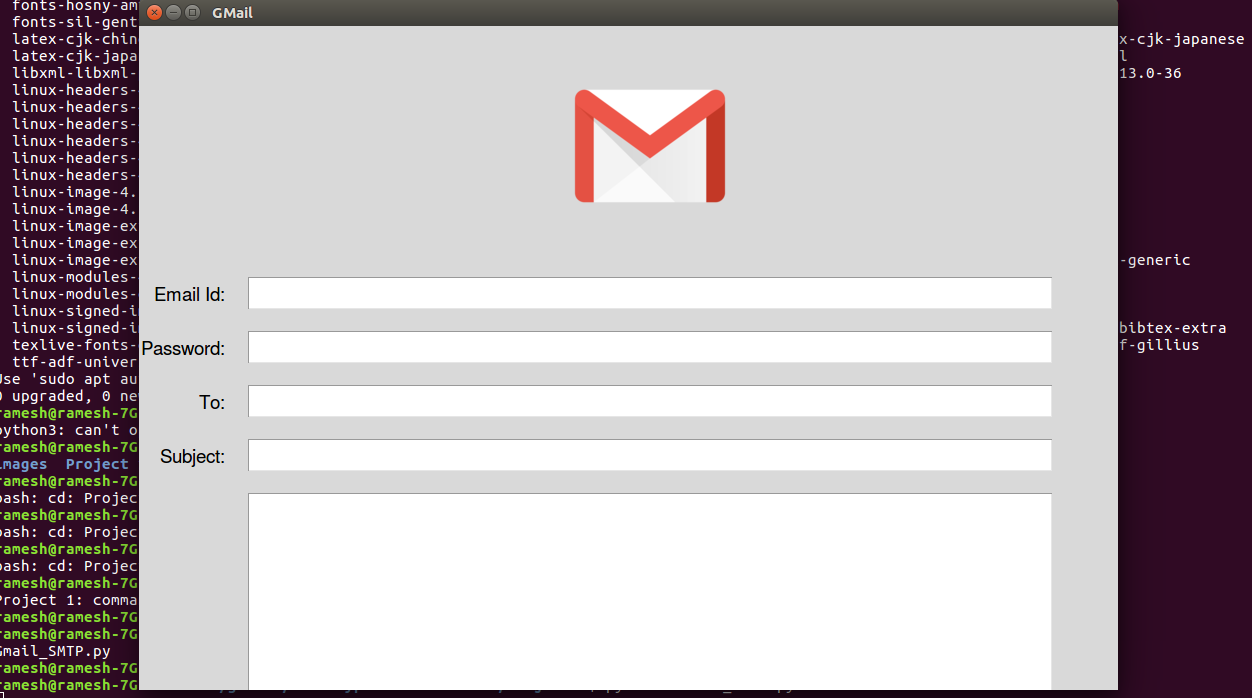 fonts-hosny-am
fonts-sil-gent
latex-cjk-chin
x-cjk-japanese
latex-cjk-japa
l
libxml-libxml-
13.0-36
linux-headers-
linux-headers-
linux-headers-
linux-headers-
linux-headers-
linux-headers-
linux-image-4.
linux-image-4.
linux-image-ex
linux-image-ex
linux-image-ex
-generic
linux-modules-
linux-modules-
linux-signed-i
linux-signed-i
bibtex-extra
texlive-fonts-
f-gillius
ttf-adf-univer
Use 'sudo apt au
0 upgraded, 0 ne
ramesh@ramesh-7G
python3: can't o
ramesh@ramesh-7G
images Project
ramesh@ramesh-7G
bash: cd: Projec
ramesh@ramesh-7G
bash: cd: Projec
ramesh@ramesh-7G
bash: cd: Projec
ramesh@ramesh-7G
Project 1: comma
ramesh@ramesh-7G
ramesh@ramesh-7G
Gmail_SMTP.py
ramesh@ramesh-7G
ramesh@ramesh-7G
GMail
Email Id:
Password:
To:
Subject: